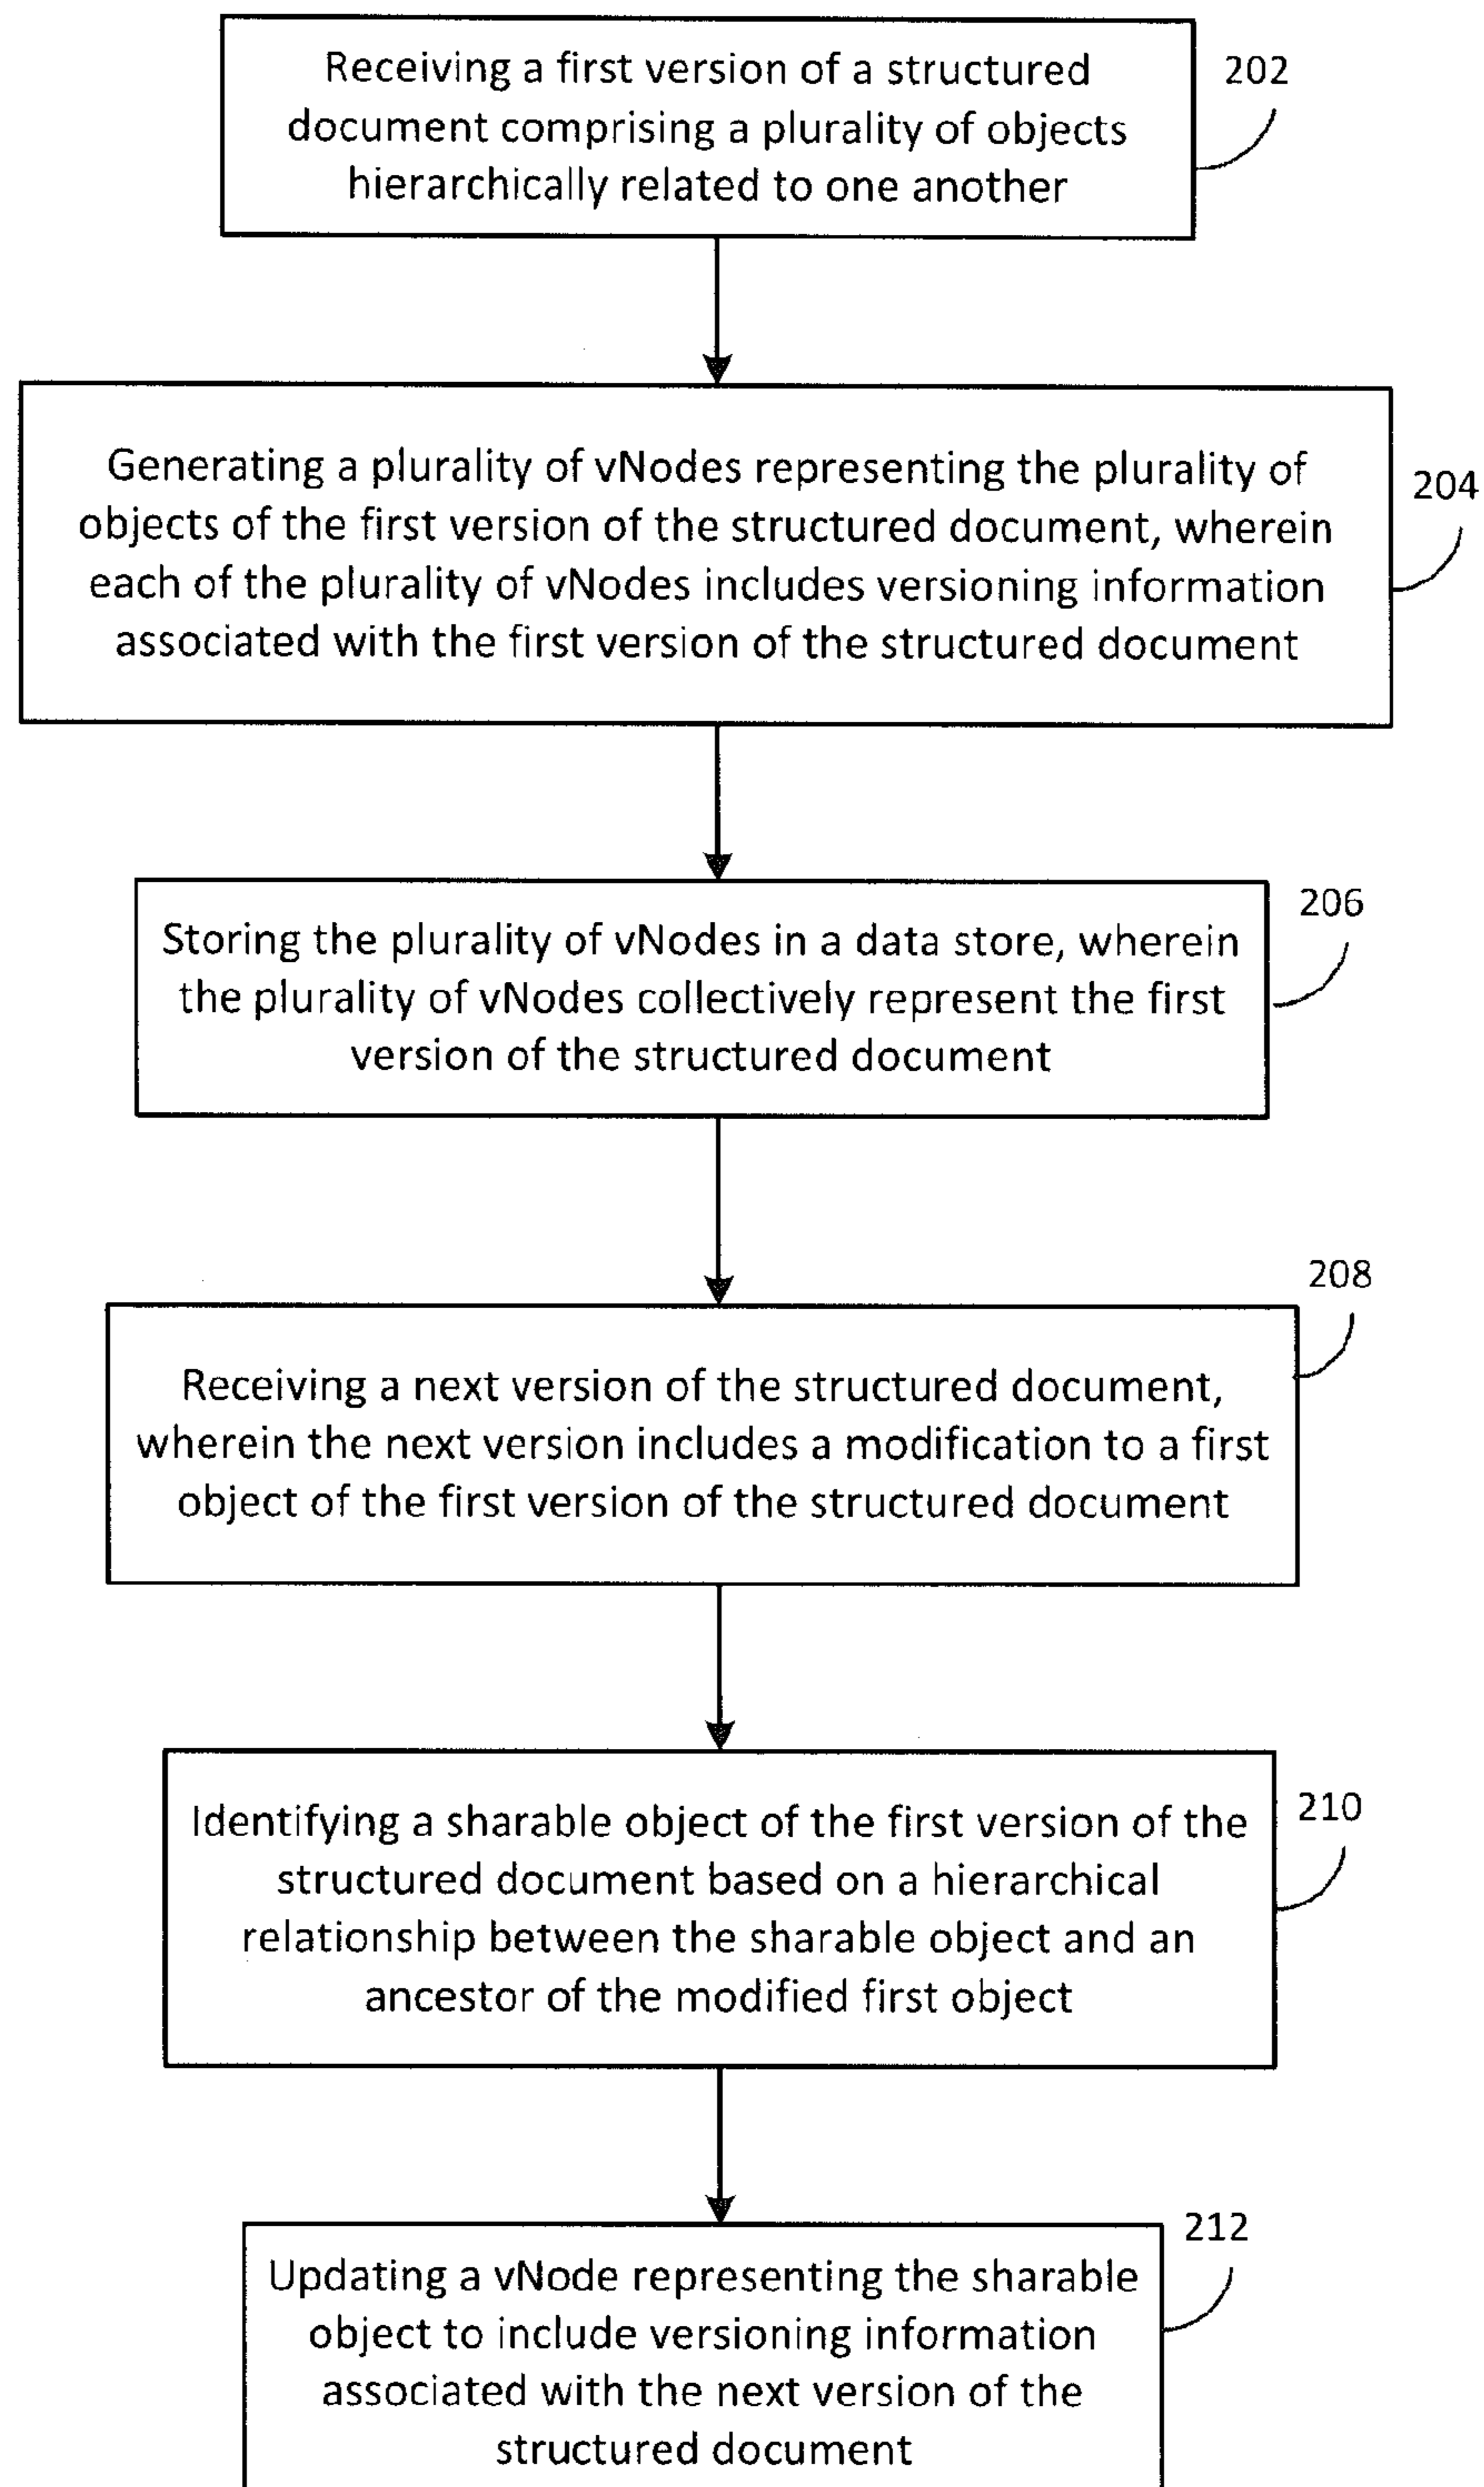 Receiving a first version of a structured
document comprising a plurality of objects
hierarchically related to one another
202
Generating a plurality of vNodes representing the plurality of
objects of the first version of the structured document, wherein
each of the plurality of vNodes includes versioning information
associated with the first version of the structured document
204
Storing the plurality of vNodes in a data store, wherein
the plurality of vNodes collectively represent the first
version of the structured document
206
Receiving a next version of the structured document,
wherein the next version includes a modification to a first
object of the first version of the structured document
208
Identifying a sharable object of the first version of the
structured document based on a hierarchical
relationship between the sharable object and an
ancestor of the modified first object
210
Updating a vNode representing the sharable
object to include versioning information
associated with the next version of the
structured document
212